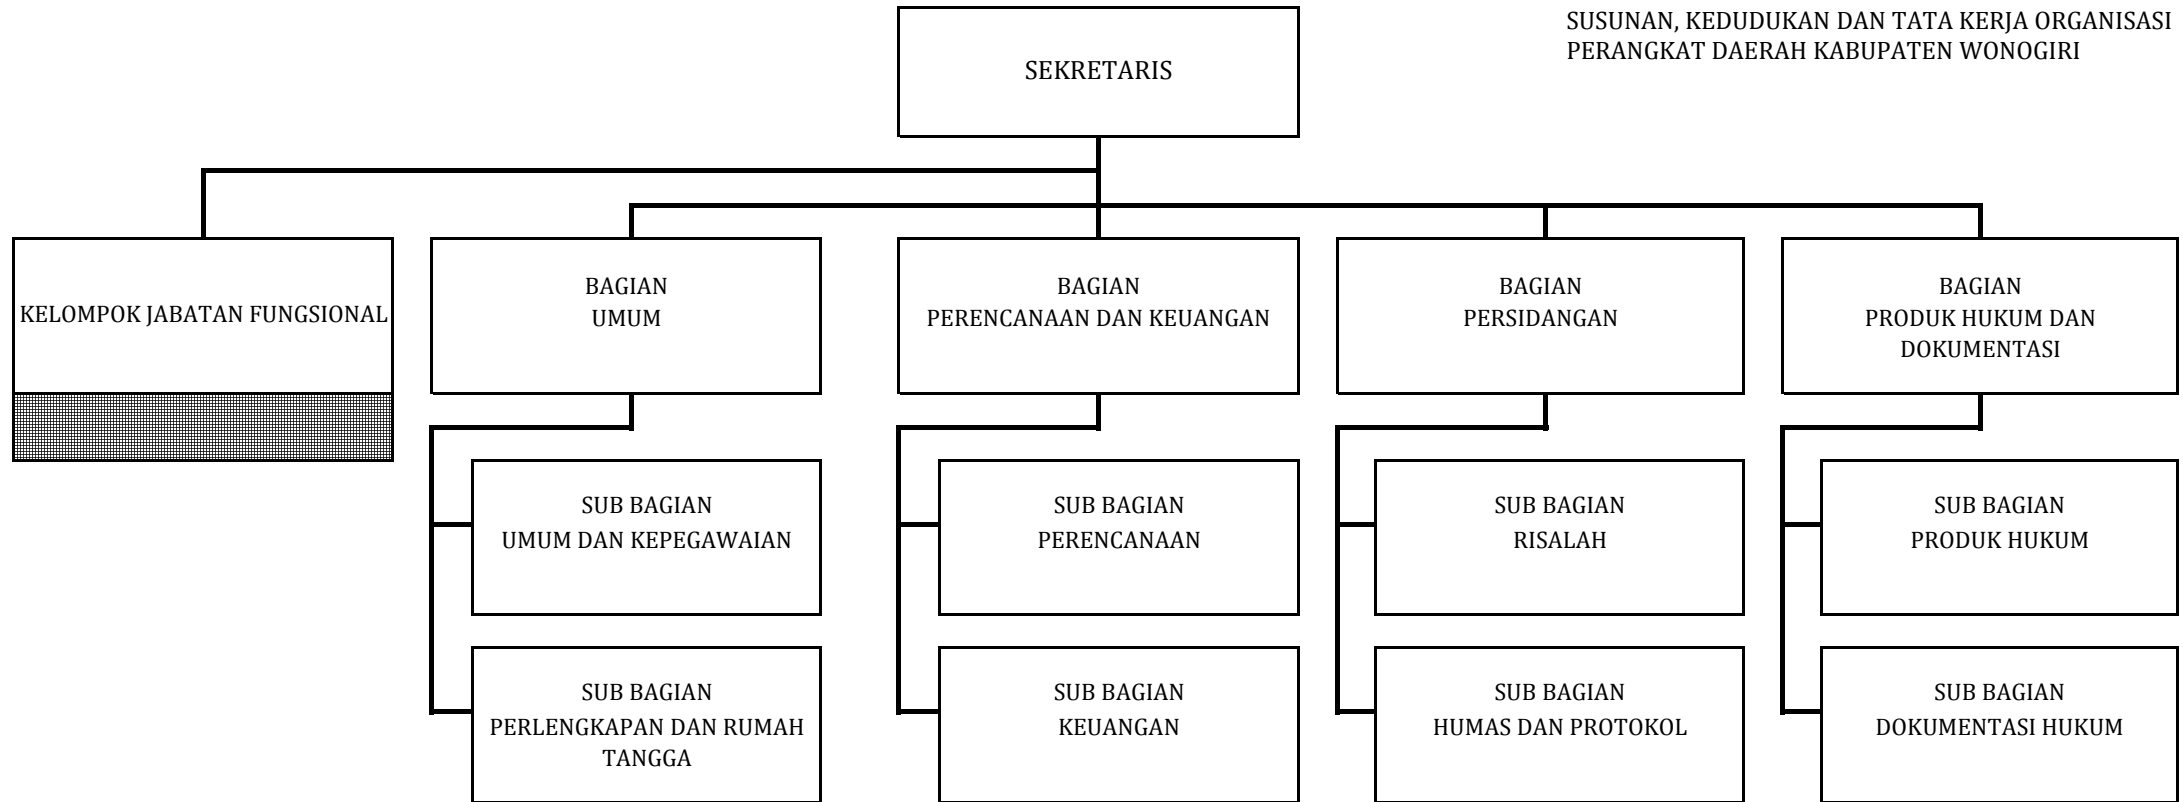 SUSUNAN, KEDUDUKAN DAN TATA KERJA ORGANISASI
PERANGKAT DAERAH KABUPATEN WONOGIRI
SEKRETARIS
KELOMPOK JABATAN FUNGSIONAL
BAGIAN
UMUM
BAGIAN
PERENCANAAN DAN KEUANGAN
BAGIAN
PERSIDANGAN
BAGIAN
PRODUK HUKUM DAN
DOKUMENTASI
SUB BAGIAN
UMUM DAN KEPEGAWAIAN
SUB BAGIAN
PERENCANAAN
SUB BAGIAN
RISALAH
SUB BAGIAN
PRODUK HUKUM
SUB BAGIAN
PERLENGKAPAN DAN RUMAH
TANGGA
SUB BAGIAN
KEUANGAN
SUB BAGIAN
HUMAS DAN PROTOKOL
SUB BAGIAN
DOKUMENTASI HUKUM